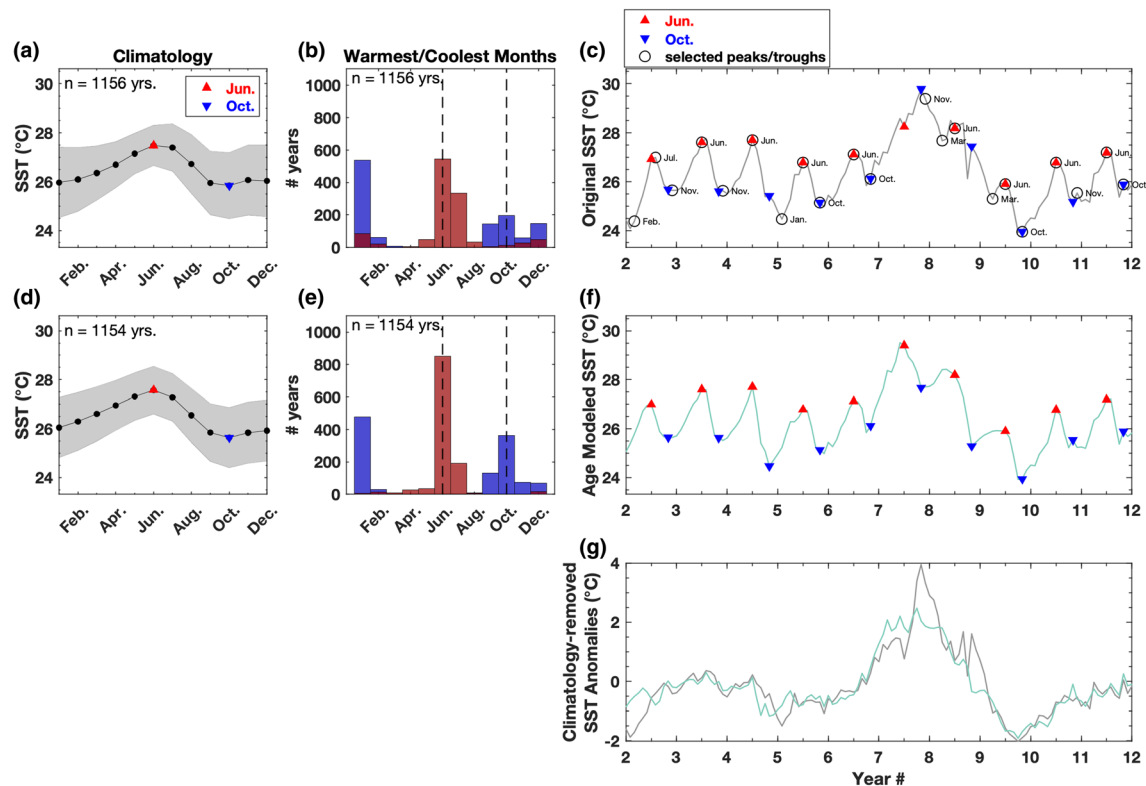 Jun.
Oct.
selected peaks/troughs
(a)
Climatology
(b)
Warmest/Coolest Months
(c)
n = 1156 yrs.
Jun.
Oct.
SST (°C)
30
28
26
24
Feb.
Apr.
Jun.
Aug.
Oct.
Dec.
n = 1156 yrs.
# years
1000
800
600
400
200
0
Feb.
Apr.
Jun.
Aug.
Oct.
Dec.
Original SST (°C)
30
28
26
24
Feb.
Jul.
Nov.
Jun.
Nov.
Jun.
Jan.
Jun.
Oct.
Jun.
Oct.
Nov.
Mar.
Jun.
Mar.
Jun.
Oct.
Jun.
Nov.
Jun.
Oct.
2 3 4 5 6 7 8 9 10 11 12
(d)
n = 1154 yrs.
SST (°C)
30
28
26
24
Feb.
Apr.
Jun.
Aug.
Oct.
Dec.
(e)
n = 1154 yrs.
# years
1000
800
600
400
200
0
Feb.
Apr.
Jun.
Aug.
Oct.
Dec.
(f)
Age Modeled SST (°C)
30
28
26
24
2 3 4 5 6 7 8 9 10 11 12
(g)
Climatology-removed
SST Anomalies (°C)
4
2
0
-2
2 3 4 5 6 7 8 9 10 11 12
Year #